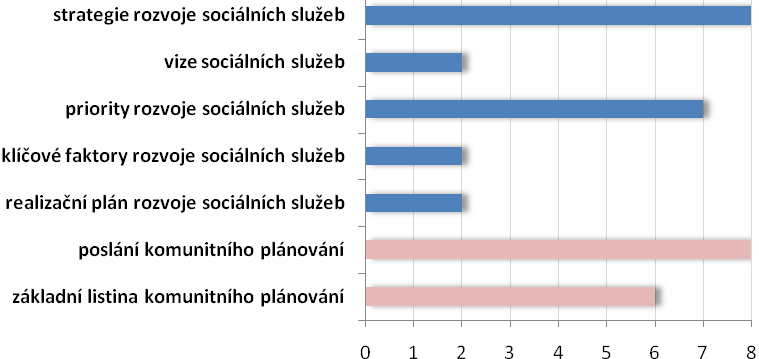 strategie rozvoje sociálních služeb
vize sociálních služeb
priority rozvoje sociálních služeb
klíčové faktory rozvoje sociálních služeb
realizační plán rozvoje sociálních služeb
poslání komunitního plánování
základní listina komunitního plánování
0 1 2 3 4 5 6 7 8